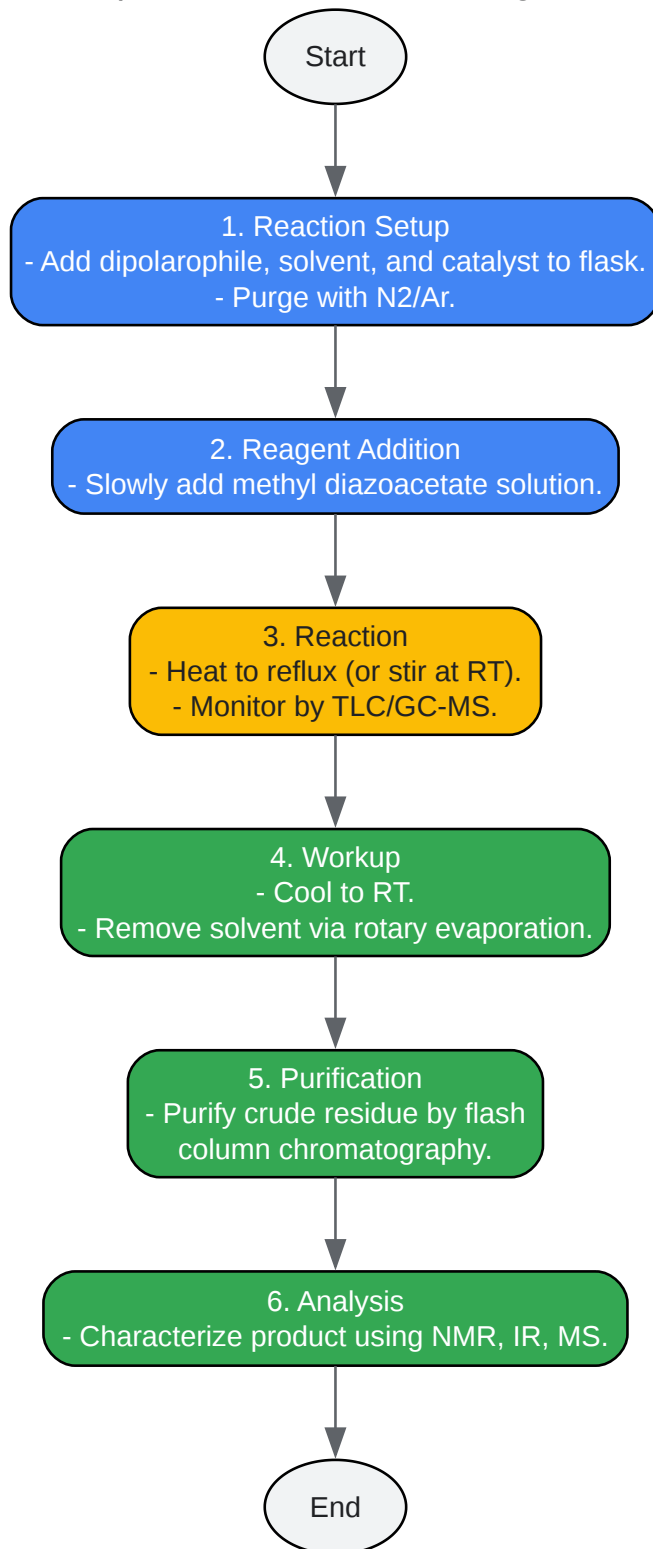 Start
1. Reaction Setup
- Add dipolarophile, solvent, and catalyst to flask.
- Purge with N2/Ar.
2. Reagent Addition
- Slowly add methyl diazoacetate solution.
3. Reaction
- Heat to reflux (or stir at RT).
- Monitor by TLC/GC-MS.
4. Workup
- Cool to RT.
- Remove solvent via rotary evaporation.
5. Purification
- Purify crude residue by flash
column chromatography.
6. Analysis
- Characterize product using NMR, IR, MS.
End